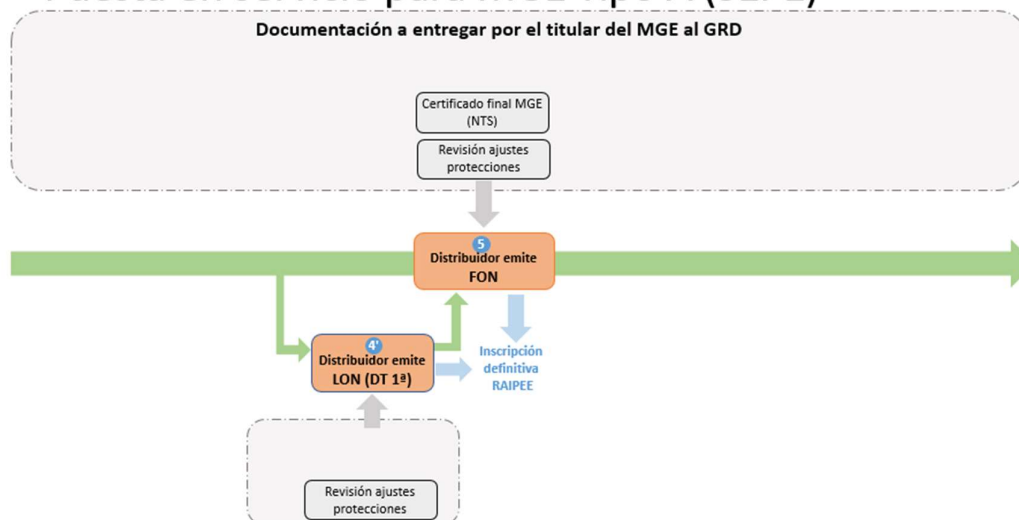 Documentación a entregar por el titular del MGE al GRD
Certificado final MGE
(NTS)
Revisión ajustes
protecciones
5
Distribuidor emite
FON
4'
Distribuidor emite
LON (DT 1ª)
Inscripción
definitiva
RAIPEE
Revisión ajustes
protecciones